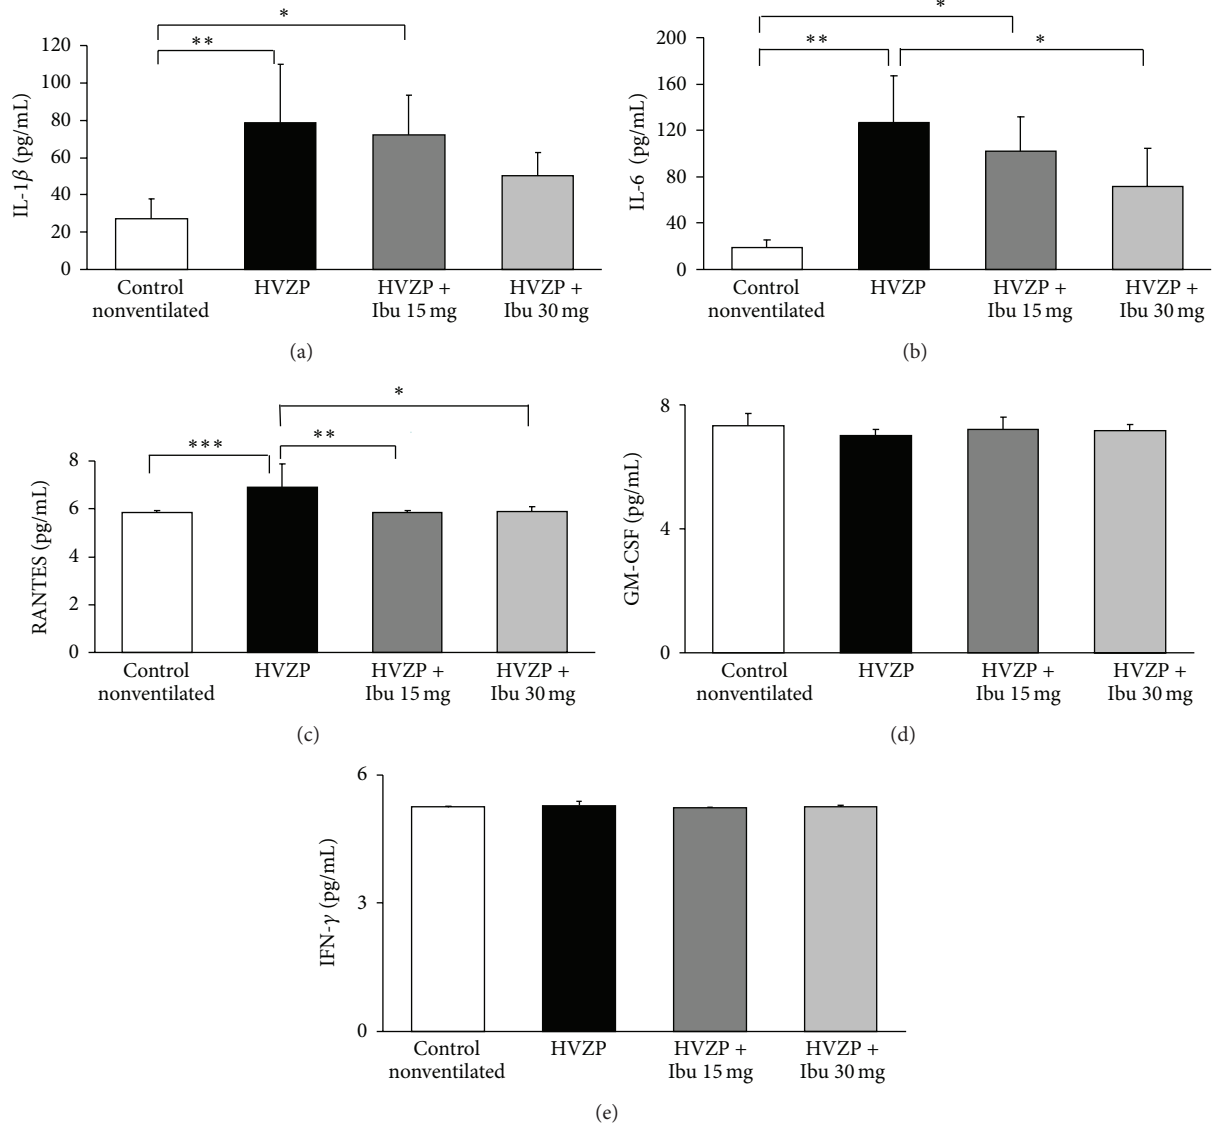 *
**
120
100
80
60
40
20
0
IL-1β (pg/mL)
Control
nonventilated
HVZP
HVZP +
Ibu 15 mg
HVZP +
Ibu 30 mg
(a)
*
**
*
200
160
120
80
40
0
IL-6 (pg/mL)
Control
nonventilated
HVZP
HVZP +
Ibu 15 mg
HVZP +
Ibu 30 mg
(b)
*
***
**
8
6
4
2
0
RANTES (pg/mL)
Control
nonventilated
HVZP
HVZP +
Ibu 15 mg
HVZP +
Ibu 30 mg
(c)
8
4
0
GM-CSF (pg/mL)
Control
nonventilated
HVZP
HVZP +
Ibu 15 mg
HVZP +
Ibu 30 mg
(d)
6
3
0
IFN-γ (pg/mL)
Control
nonventilated
HVZP
HVZP +
Ibu 15 mg
HVZP +
Ibu 30 mg
(e)